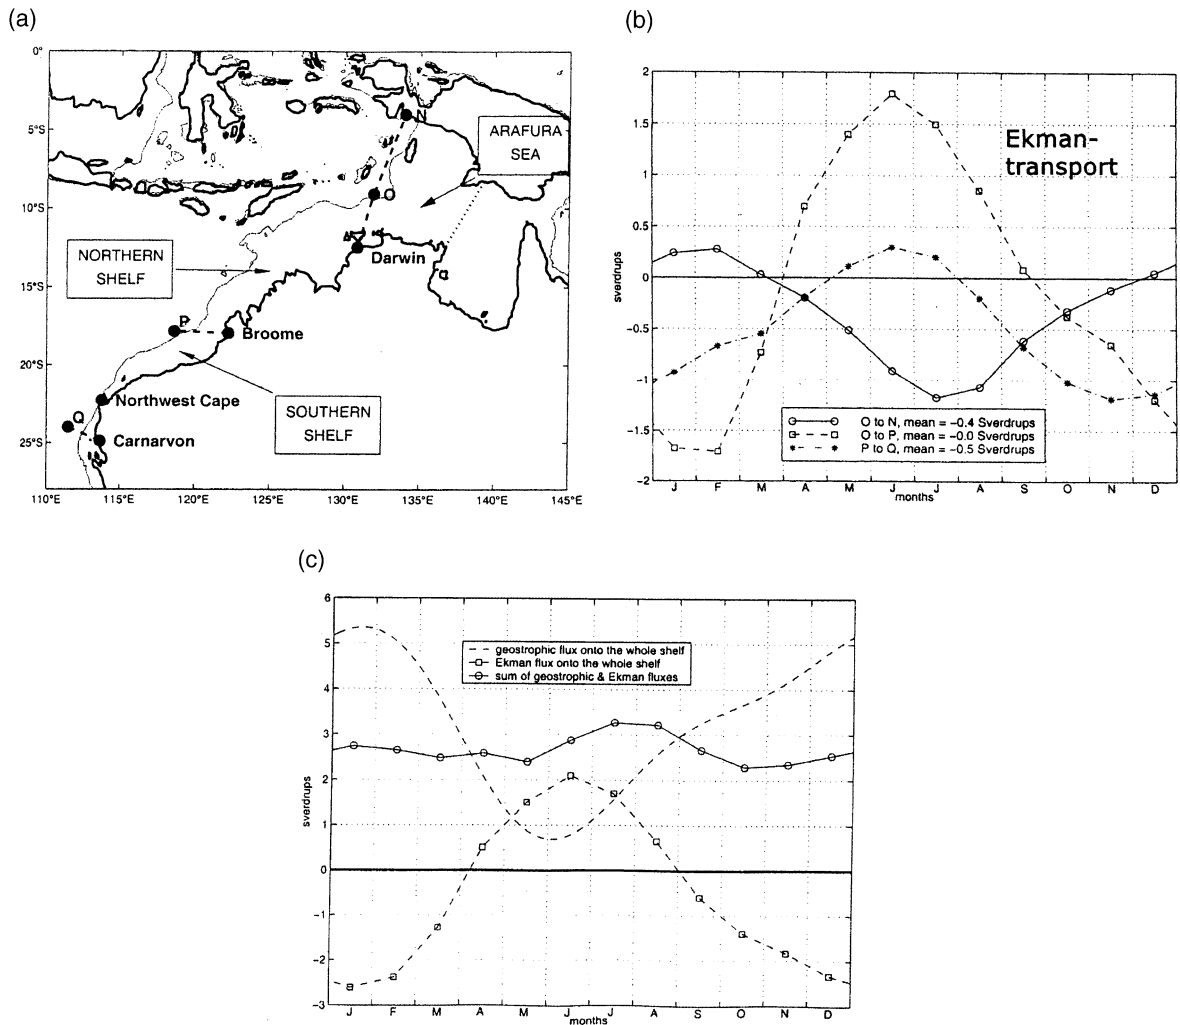 (a)
0°
5°S
10°S
15°S
20°S
25°S
110°E
115°E
120°E
125°E
130°E
135°E
140°E
145°E
N
ARAFURA
SEA
O
Darwin
NORTHERN
SHELF
P
Broome
Northwest Cape
Q
Carnarvon
SOUTHERN
SHELF
(b)
2
1.5
1
0.5
0
−0.5
−1
−1.5
−2
sverdrups
Ekman-
transport
O to N, mean = −0.4 Sverdrups
O to P, mean = −0.0 Sverdrups
P to Q, mean = −0.5 Sverdrups
J F M A M J J A S O N D
months
(c)
6
5
4
3
2
1
0
−1
−2
−3
sverdrups
geostrophic flux onto the whole shelf
Ekman flux onto the whole shelf
sum of geostrophic & Ekman fluxes
J F M A M J J A S O N D
months